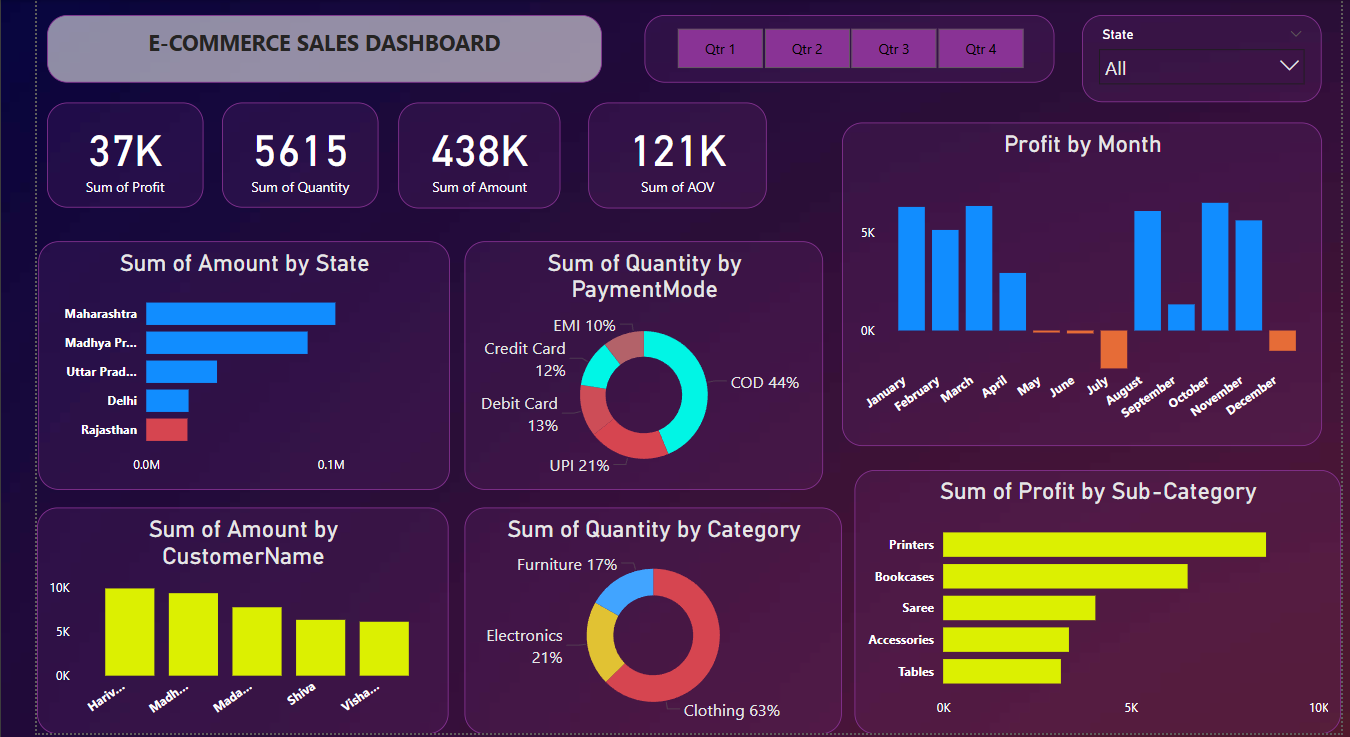 E-COMMERCE SALES DASHBOARD
Qtr 1
Qtr 2
Qtr 3
Qtr 4
State
All
37K
Sum of Profit
5615
Sum of Quantity
438K
Sum of Amount
121K
Sum of AOV
Profit by Month
5K
0K
January
February
March
April
May
June
July
August
September
October
November
December
Sum of Amount by State
Maharashtra
Madhya Pr...
Uttar Prad...
Delhi
Rajasthan
0.0M
0.1M
Sum of Quantity by
PaymentMode
EMI 10%
Credit Card
12%
Debit Card
13%
UPI 21%
COD 44%
Sum of Amount by
CustomerName
10K
5K
0K
Hariv...
Madh...
Mada...
Shiva
Visha...
Sum of Quantity by Category
Furniture 17%
Electronics
21%
Clothing 63%
Sum of Profit by Sub-Category
Printers
Bookcases
Saree
Accessories
Tables
0K
5K
10K